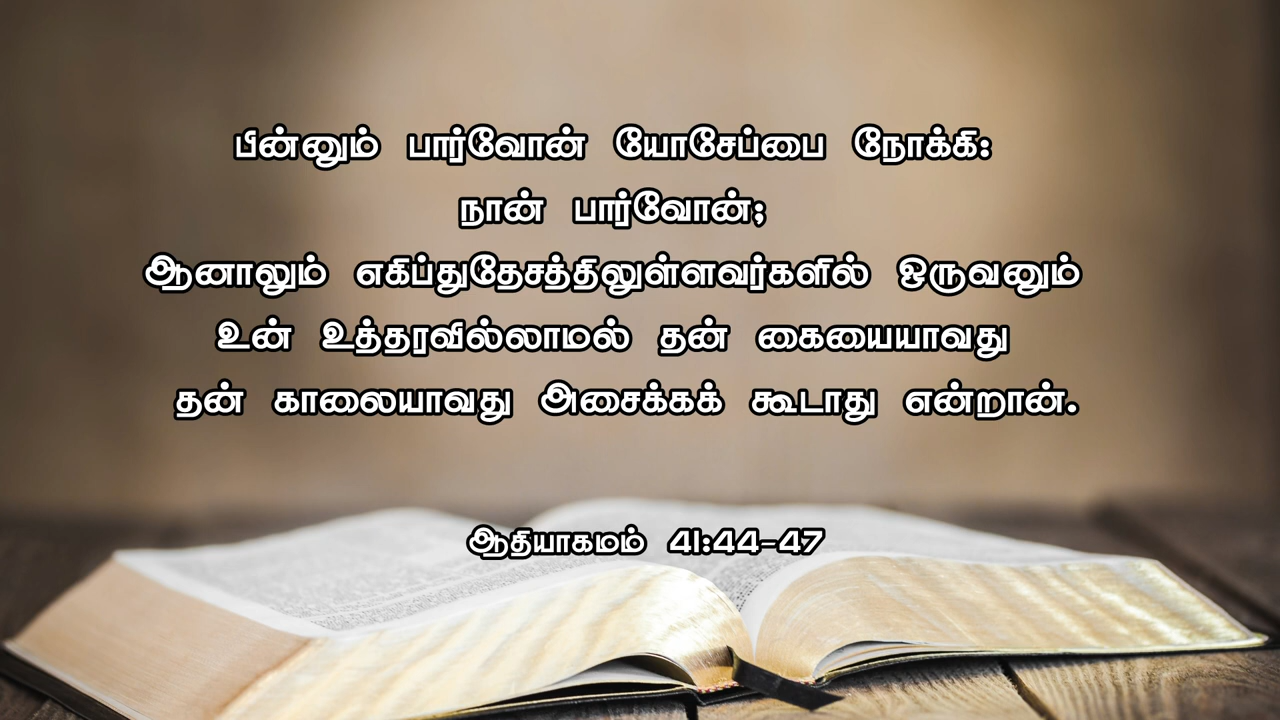 பின்னும் பார்வோன் யோசேப்பை நோக்கி:
நான் பார்வோன்;
ஆனாலும் எகிப்துதேசத்திலுள்ளவர்களில் ஒருவனும்
உன் உத்தரவில்லாமல் தன் கையையாவது
தன் காலையாவது அசைக்கக் கூடாது என்றான்.
ஆதியாகமம் 41:44-47